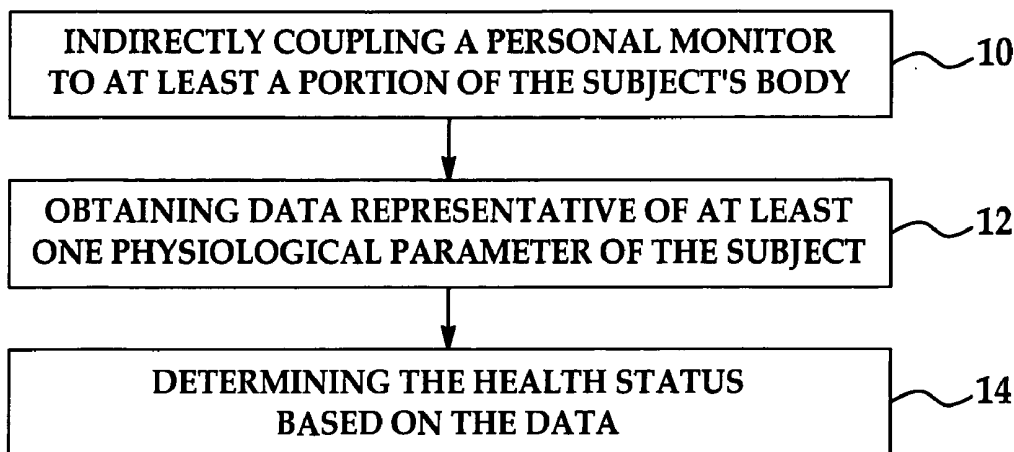 INDIRECTLY COUPLING A PERSONAL MONITOR
TO AT LEAST A PORTION OF THE SUBJECT'S BODY
10
OBTAINING DATA REPRESENTATIVE OF AT LEAST
ONE PHYSIOLOGICAL PARAMETER OF THE SUBJECT
12
DETERMINING THE HEALTH STATUS
BASED ON THE DATA
14